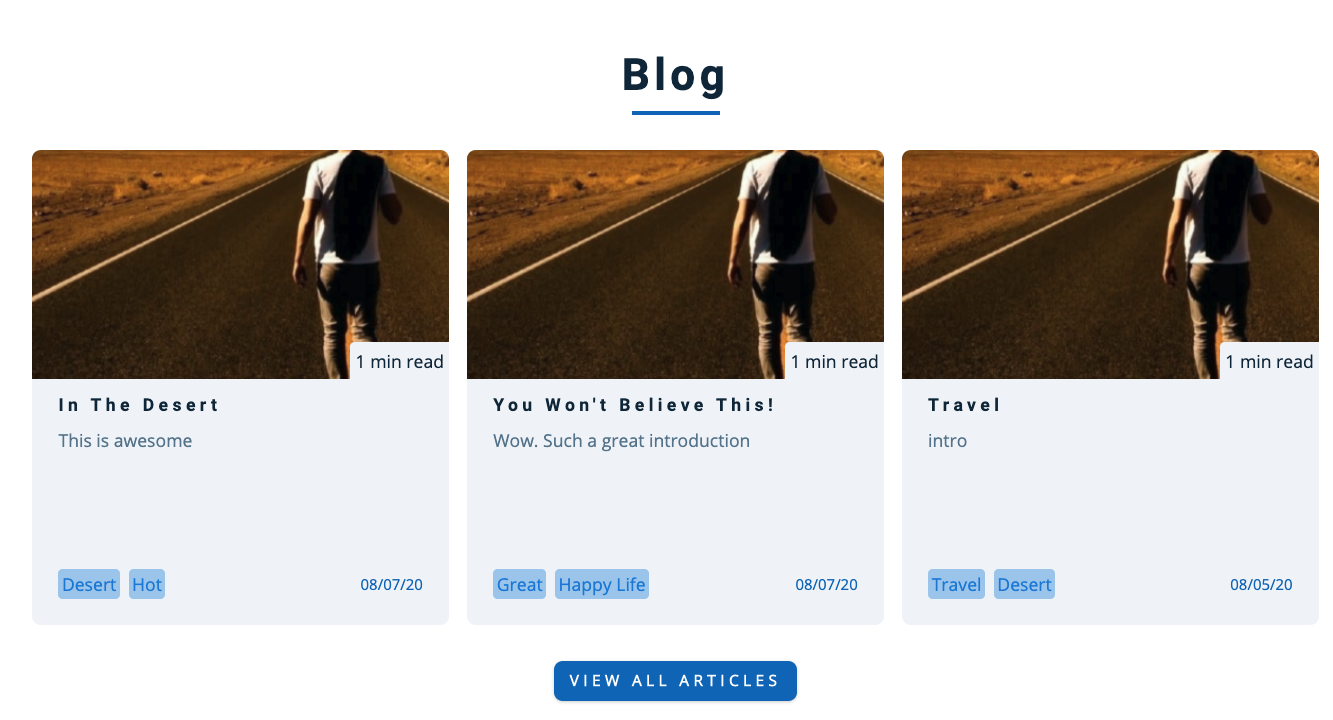 Blog
1 min read
In The Desert
This is awesome
Desert Hot 08/07/20
1 min read
You Won't Believe This!
Wow. Such a great introduction
Great Happy Life 08/07/20
1 min read
Travel
intro
Travel Desert 08/05/20
VIEW ALL ARTICLES